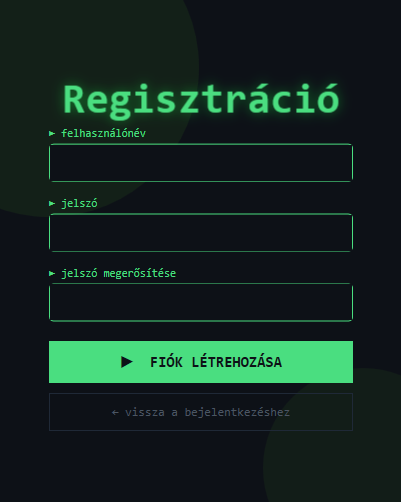 Regisztráció
▶ felhasználónév
▶ jelszó
▶ jelszó megerősítése
▶ FIÓK LÉTREHOZÁSA
← vissza a bejelentkezéshez